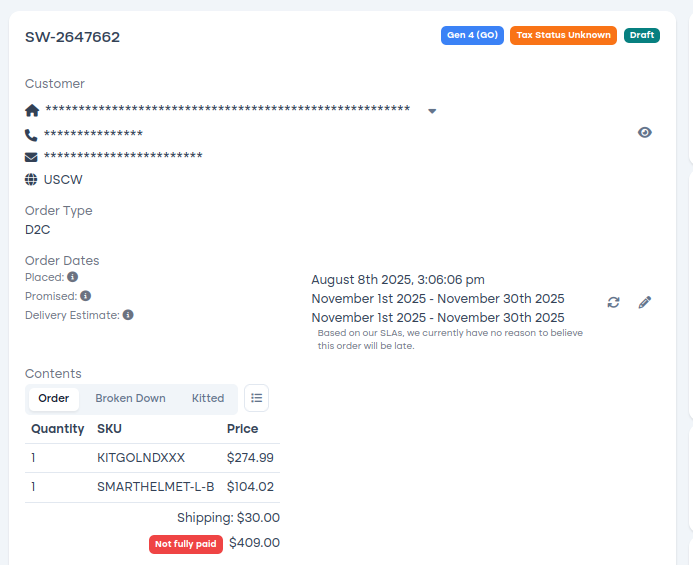 SW-2647662 Gen 4 (GO) Tax Status Unknown Draft
Customer
*******************************************************
***************
************************
USCW
Order Type
D2C
Order Dates
Placed: August 8th 2025, 3:06:06 pm
Promised: November 1st 2025 - November 30th 2025
Delivery Estimate: November 1st 2025 - November 30th 2025
Based on our SLAs, we currently have no reason to believe
this order will be late.
Contents
Order Broken Down Kitted
Quantity SKU Price
1 KITGOLNDXXX $274.99
1 SMARTHELMET-L-B $104.02
Shipping: $30.00
Not fully paid $409.00